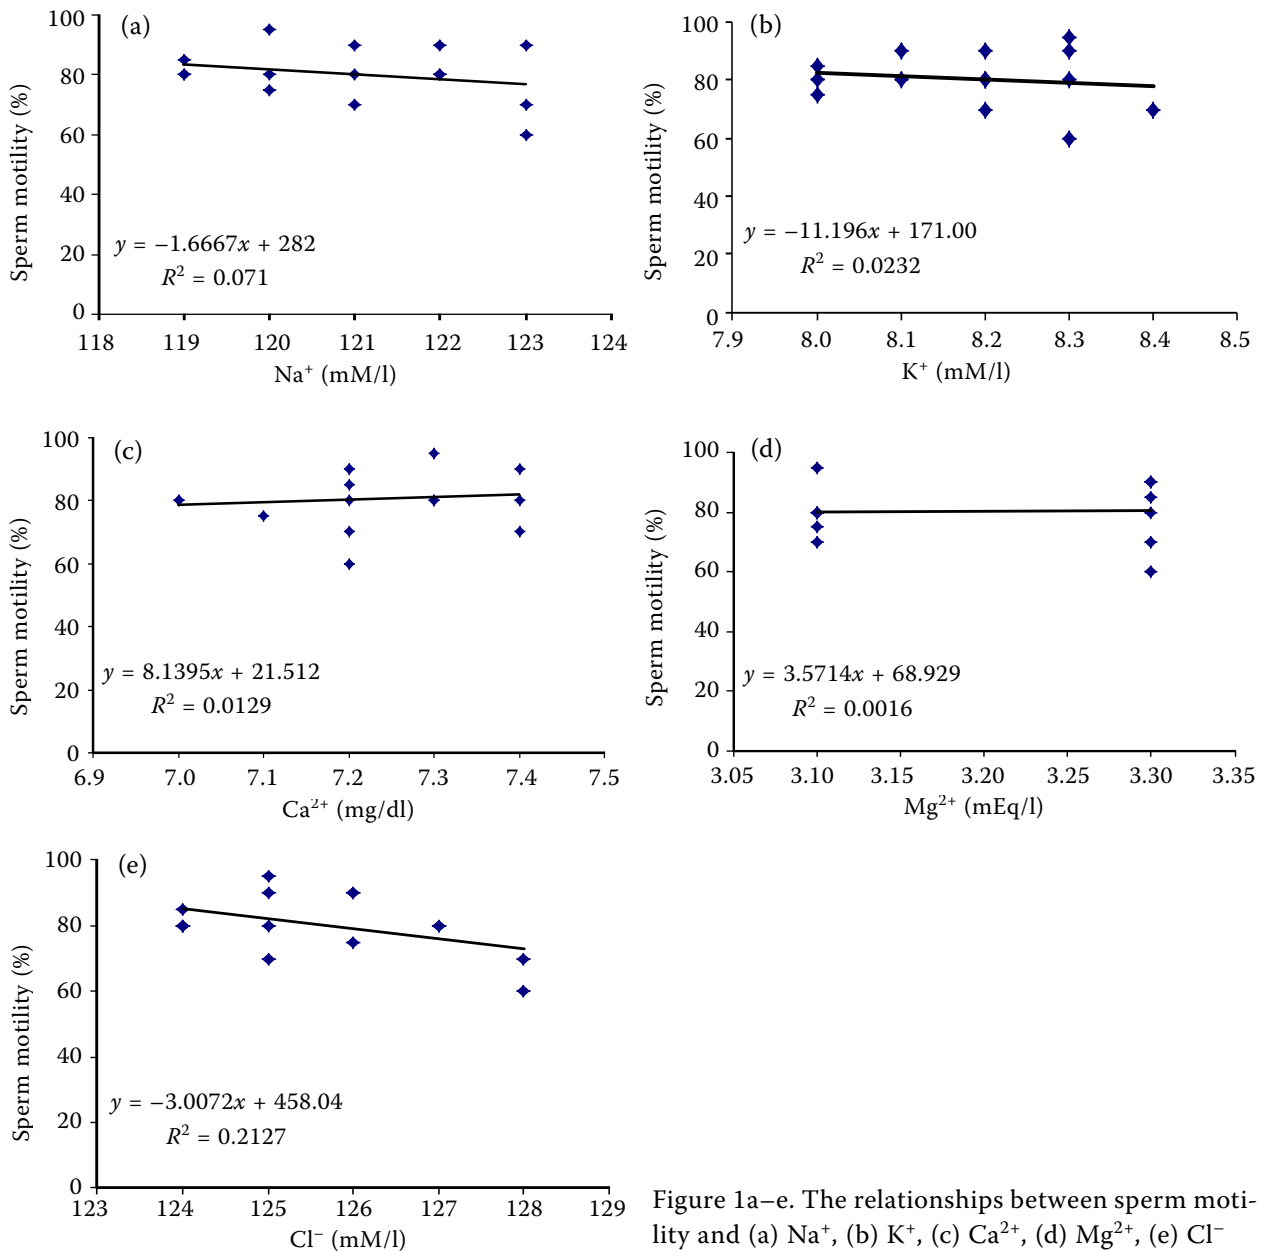 (a)
Sperm motility (%)
100
80
60
40
20
0
y = −1.6667x + 282
R² = 0.071
118 119 120 121 122 123 124
Na⁺ (mM/l)
(b)
Sperm motility (%)
100
80
60
40
20
0
y = −11.196x + 171.00
R² = 0.0232
7.9 8.0 8.1 8.2 8.3 8.4 8.5
K⁺ (mM/l)
(c)
Sperm motility (%)
100
80
60
40
20
0
y = 8.1395x + 21.512
R² = 0.0129
6.9 7.0 7.1 7.2 7.3 7.4 7.5
Ca²⁺ (mg/dl)
(d)
Sperm motility (%)
100
80
60
40
20
0
y = 3.5714x + 68.929
R² = 0.0016
3.05 3.10 3.15 3.20 3.25 3.30 3.35
Mg²⁺ (mEq/l)
(e)
Sperm motility (%)
100
80
60
40
20
0
y = −3.0072x + 458.04
R² = 0.2127
123 124 125 126 127 128 129
Cl⁻ (mM/l)
Figure 1a–e. The relationships between sperm moti-
lity and (a) Na⁺, (b) K⁺, (c) Ca²⁺, (d) Mg²⁺, (e) Cl⁻